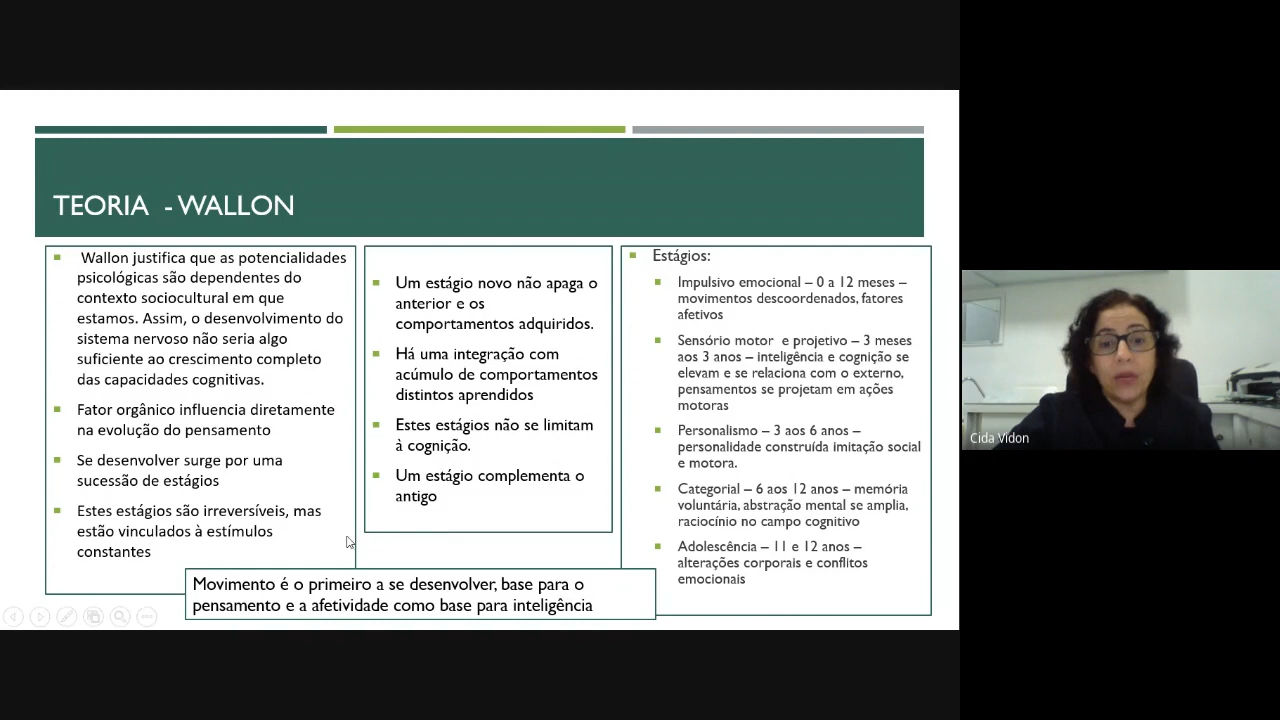 TEORIA - WALLON
Wallon justifica que as potencialidades
psicológicas são dependentes do
contexto sociocultural em que
estamos. Assim, o desenvolvimento do
sistema nervoso não seria algo
suficiente ao crescimento completo
das capacidades cognitivas.
Fator orgânico influencia diretamente
na evolução do pensamento
Se desenvolver surge por uma
sucessão de estágios
Estes estágios são irreversíveis, mas
estão vinculados à estímulos
constantes
Um estágio novo não apaga o
anterior e os
comportamentos adquiridos.
Há uma integração com
acúmulo de comportamentos
distintos aprendidos
Estes estágios não se limitam
à cognição.
Um estágio complementa o
antigo
Estágios:
Impulsivo emocional – 0 a 12 meses –
movimentos descoordenados, fatores
afetivos
Sensório motor e projetivo – 3 meses
aos 3 anos – inteligência e cognição se
elevam e se relaciona com o externo,
pensamentos se projetam em ações
motoras
Personalismo – 3 aos 6 anos –
personalidade construída imitação social
e motora.
Categorial – 6 aos 12 anos – memória
voluntária, abstração mental se amplia,
raciocínio no campo cognitivo
Adolescência – 11 e 12 anos –
alterações corporais e conflitos
emocionais
Movimento é o primeiro a se desenvolver, base para o
pensamento e a afetividade como base para inteligência
Cida Vidon